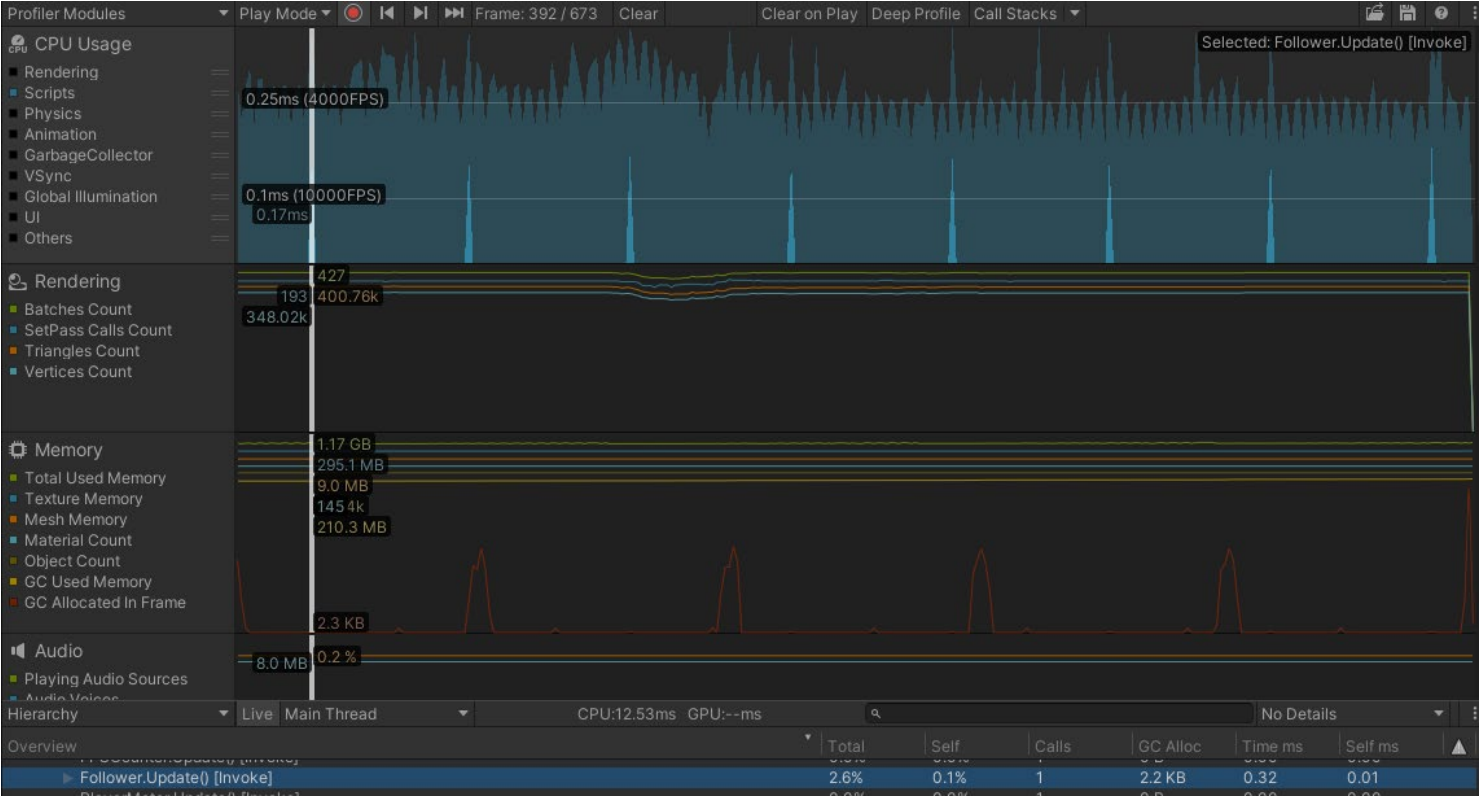 Profiler Modules Play Mode Frame: 392 / 673 Clear Clear on Play Deep Profile Call Stacks
CPU Usage
Selected: Follower.Update() [Invoke]
Rendering
Scripts
Physics
Animation
GarbageCollector
VSync
Global Illumination
UI
Others
0.25ms (4000FPS)
0.1ms (10000FPS)
0.17ms
Rendering
Batches Count
SetPass Calls Count
Triangles Count
Vertices Count
427
193 400.76k
348.02k
Memory
Total Used Memory
Texture Memory
Mesh Memory
Material Count
Object Count
GC Used Memory
GC Allocated In Frame
1.17 GB
295.1 MB
9.0 MB
210.3 MB
2.3 KB
Audio
Playing Audio Sources
Audio Voices
0.2 %
8.0 MB
Hierarchy Live Main Thread CPU:12.53ms GPU:--ms No Details
Overview Total Self Calls GC Alloc Time ms Self ms
Follower.Update() [Invoke] 2.6% 0.1% 1 2.2 KB 0.32 0.01